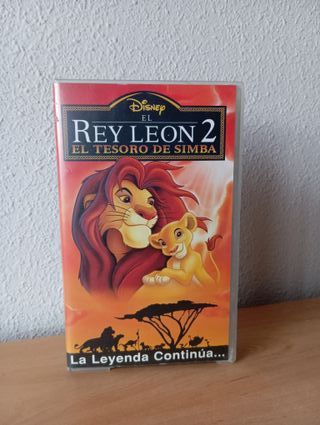 Disney
EL
REY LEON 2
EL TESORO DE SIMBA
La Leyenda Continúa...